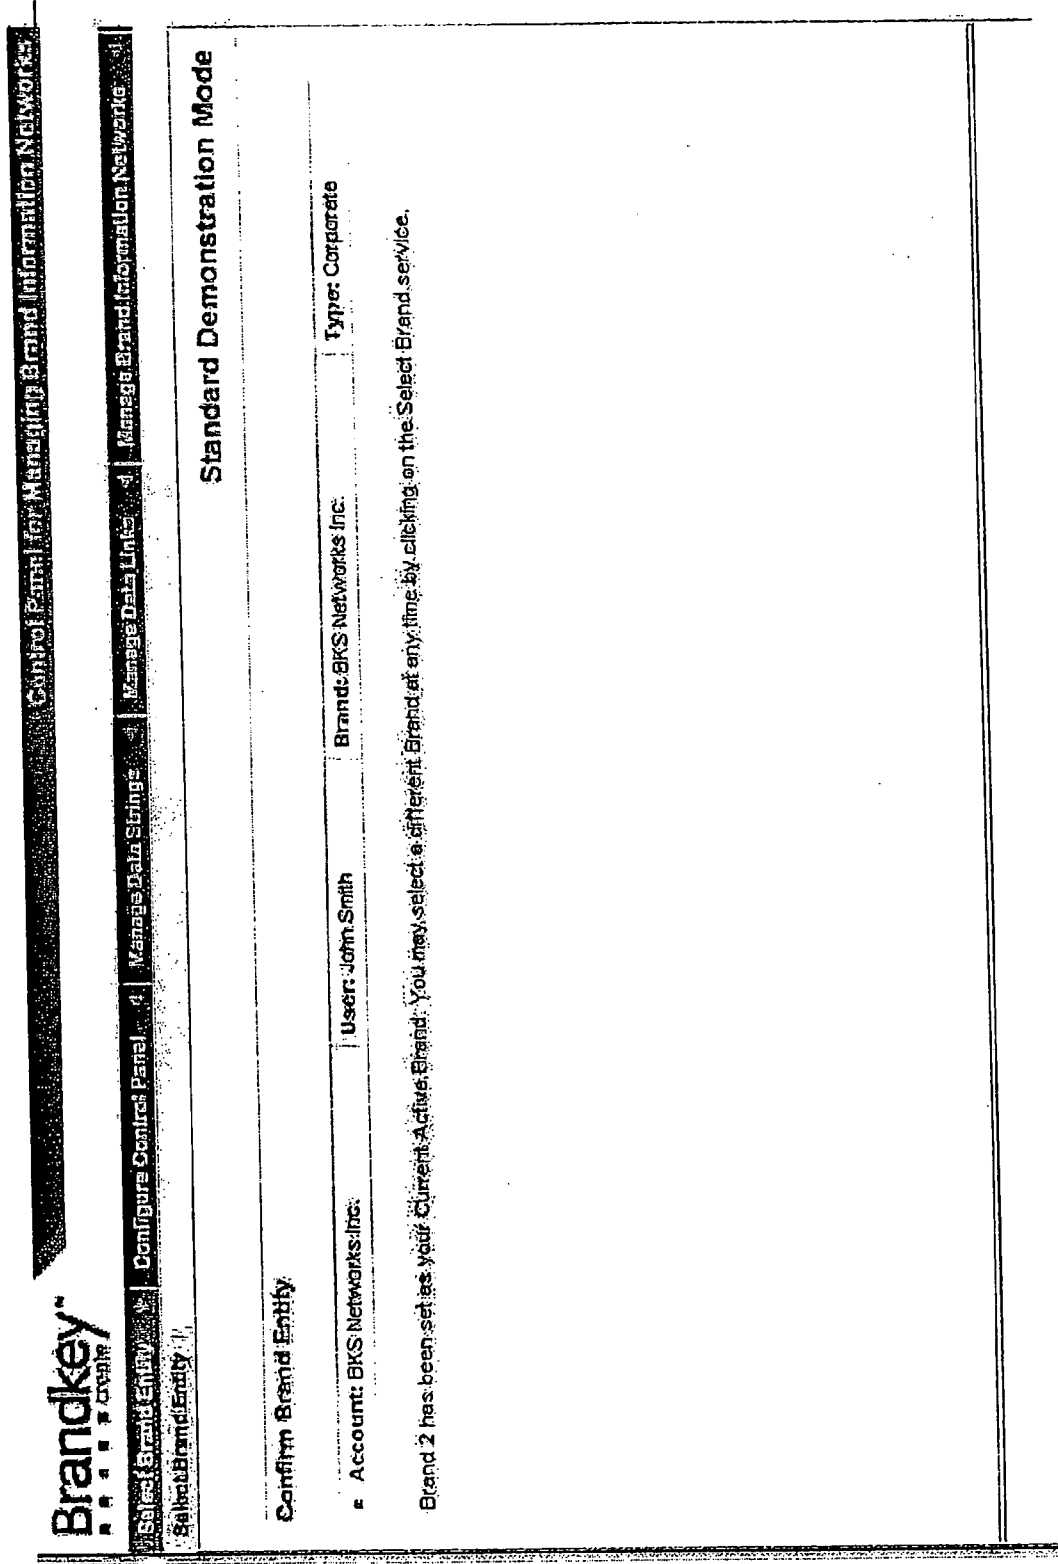 Brandkey™
create
Control Panel for Managing Brand Information Networks
Select Brand Entity Configure Control Panel Manage Data Strings Manage Data Links Manage Brand Information Networks
Select Brand Entity
Standard Demonstration Mode
Confirm Brand Entity
Account: BKS Networks Inc. User: John Smith Brand: BKS Networks Inc. Type: Corporate
Brand 2 has been set as your Current Active Brand. You may select a different Brand at any time by clicking on the Select Brand service.